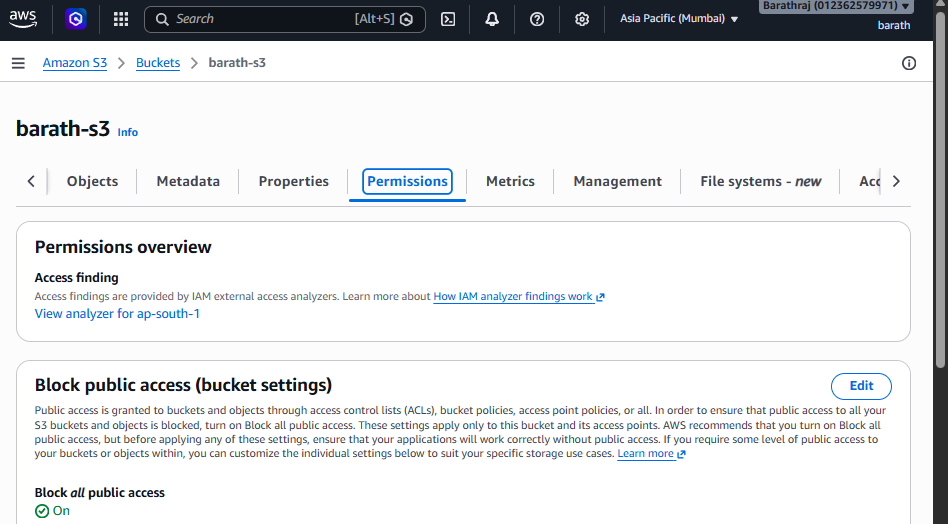 aws
Search [Alt+S]
Asia Pacific (Mumbai)
Barathraj (012362579971)
barath
Amazon S3 Buckets barath-s3
barath-s3 Info
Objects Metadata Properties Permissions Metrics Management File systems - new Acc
Permissions overview
Access finding
Access findings are provided by IAM external access analyzers. Learn more about How IAM analyzer findings work
View analyzer for ap-south-1
Block public access (bucket settings)
Edit
Public access is granted to buckets and objects through access control lists (ACLs), bucket policies, access point policies, or all. In order to ensure that public access to all your
S3 buckets and objects is blocked, turn on Block all public access. These settings apply only to this bucket and its access points. AWS recommends that you turn on Block all
public access, but before applying any of these settings, ensure that your applications will work correctly without public access. If you require some level of public access to
your buckets or objects within, you can customize the individual settings below to suit your specific storage use cases. Learn more
Block all public access
On